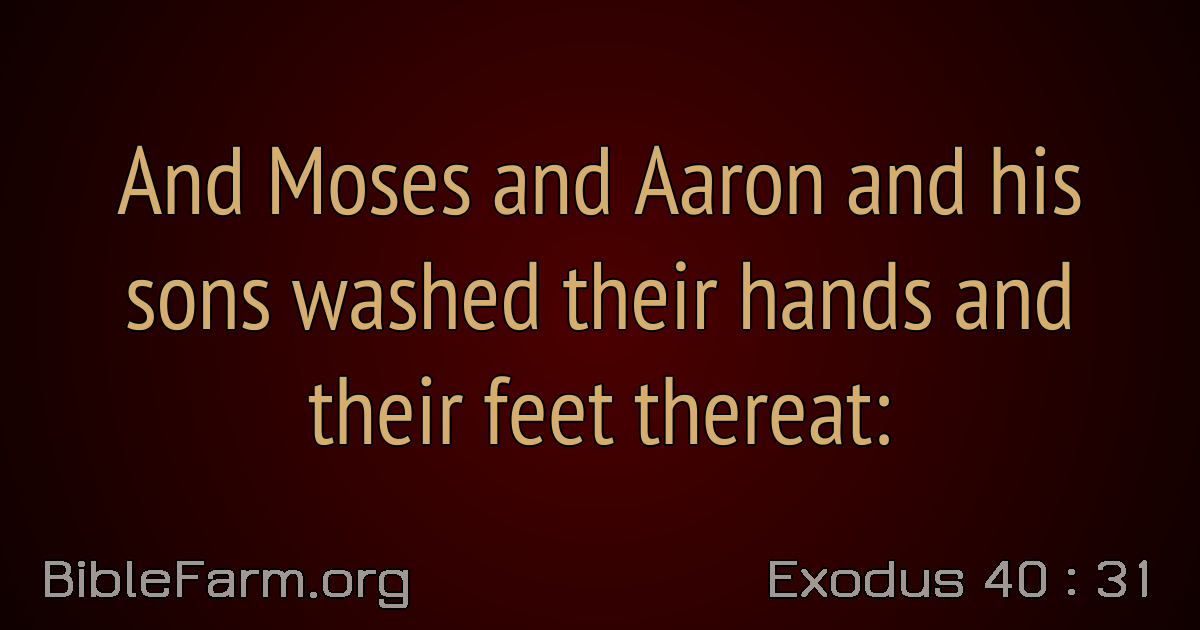 And Moses and Aaron and his
sons washed their hands and
their feet thereat:
BibleFarm.org
Exodus 40 : 31